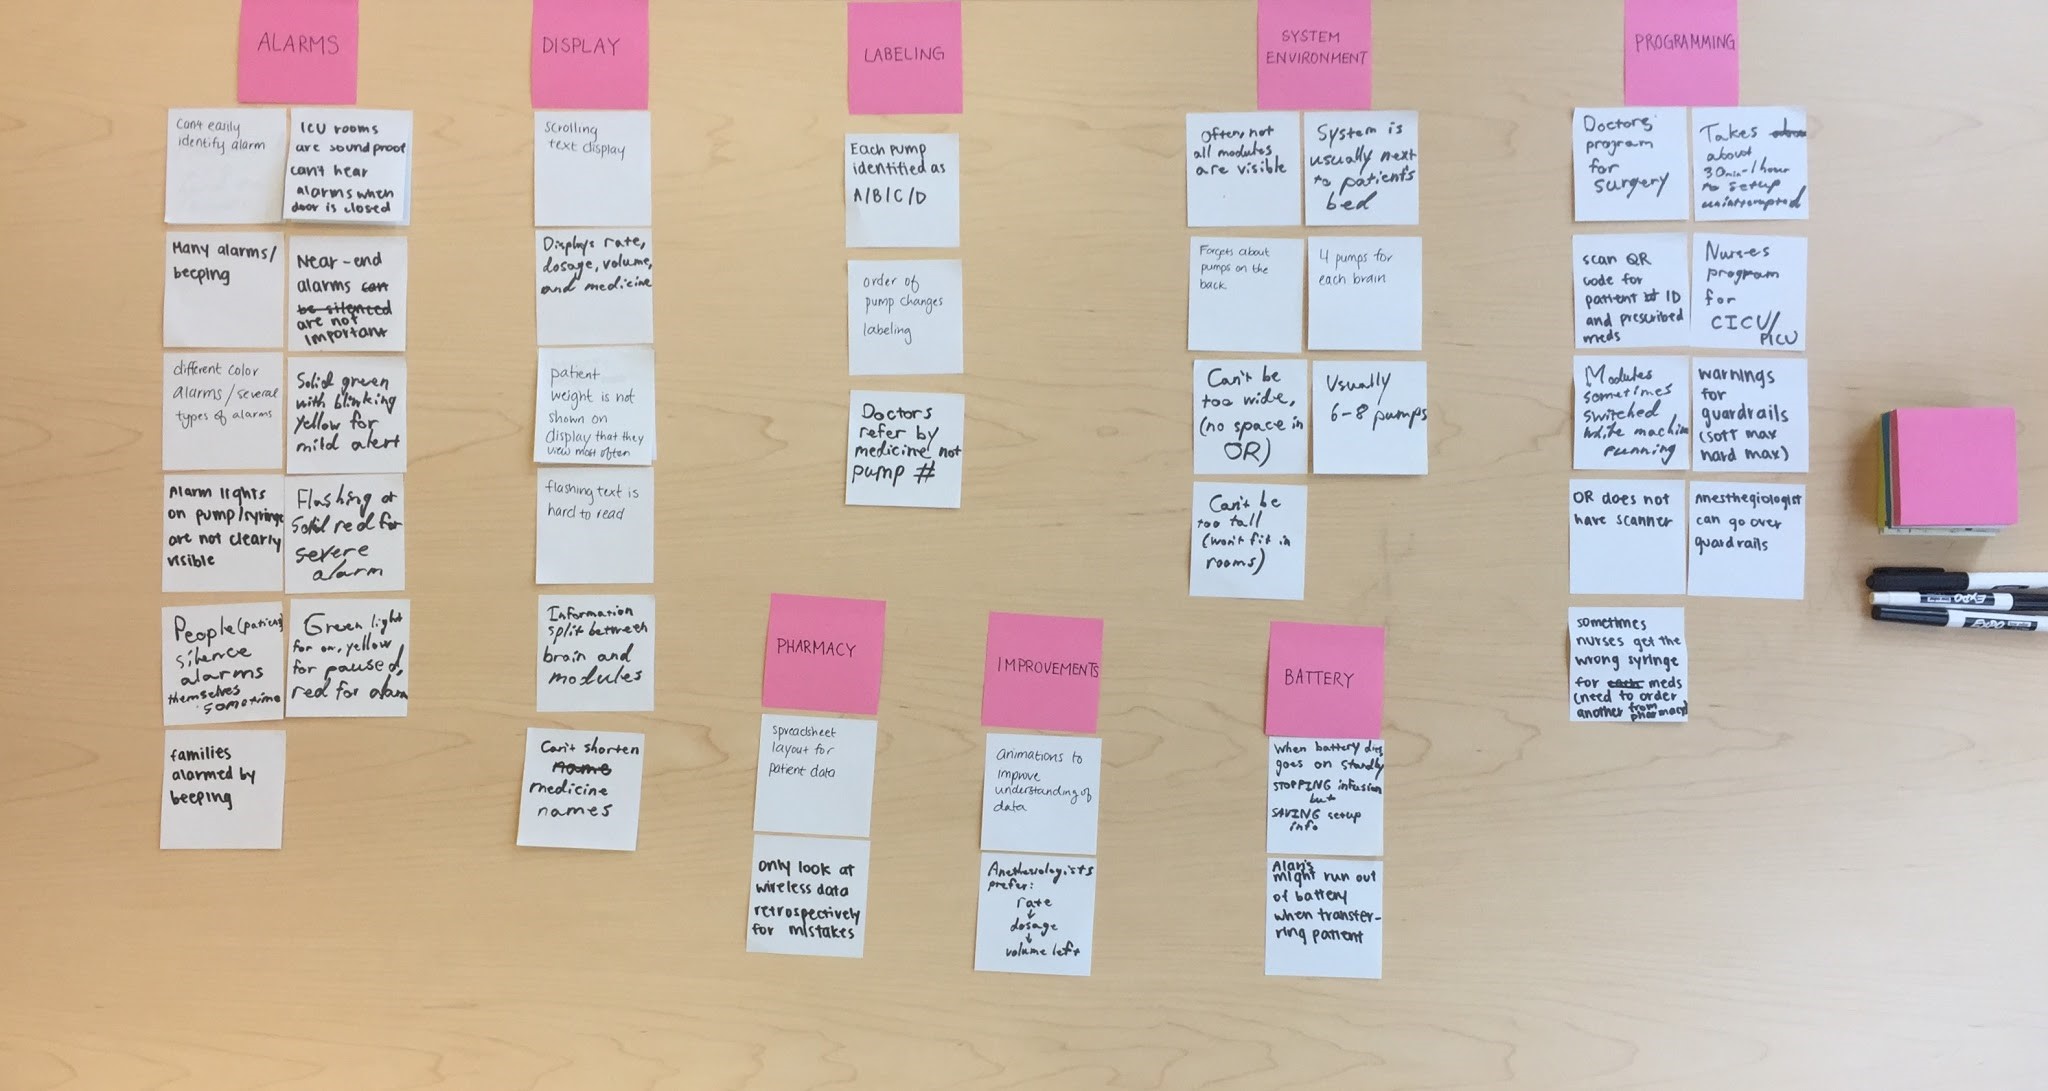 ALARMS
Can't easily
identify alarm
ICU rooms
are soundproof
can't hear
alarms when
door is closed
Many alarms/
beeping
Near-end
alarms can
be silenced
are not
important
different color
alarms/several
types of alarms
Solid green
with blinking
yellow for
mild alert
Alarm lights
on pump/syringe
are not clearly
visible
Flashing or
Solid red for
severe
alarm
People (patient)
silence
alarms
themselves
sometime
Green light
for on, yellow
for paused,
red for alarm
families
alarmed by
beeping
DISPLAY
Scrolling
text display
Displays rate,
dosage, volume,
and medicine
patient
weight is not
shown on
display that they
view most often
flashing text is
hard to read
Information
split between
brain and
modules
Can't shorten
name
medicine
names
LABELING
Each pump
identified as
A/B/C/D
order of
pump changes
labeling
Doctors
refer by
medicine, not
pump #
SYSTEM
ENVIRONMENT
Often, not
all modules
are visible
System is
usually next
to patient's
bed
Forgets about
pumps on the
back
4 pumps for
each brain
Can't be
too wide,
(no space in
OR)
Usually
6-8 pumps
Can't be
too tall
(won't fit in
rooms)
PROGRAMMING
Doctors
program
for
surgery
Takes
about
30min-1hour
to setup
uninterrupted
scan QR
code for
patient ID
and prescribed
meds
Nurses
program
for
CICU/
PICU
Modules
sometimes
switched
while machine
running
warnings
for
guardrails
(soft max
hard max)
OR does not
have scanner
Anesthegiologist
can go over
guardrails
sometimes
nurses get the
wrong syringe
for each meds
(need to order
another from
pharmacy)
PHARMACY
spreadsheet
layout for
patient data
only look at
wireless data
retrospectively
for mistakes
IMPROVEMENTS
animations to
improve
understanding of
data
Anethesiologists
prefer:
rate
↓
dosage
↓
volume left
BATTERY
When battery dies
goes on standby
STOPPING infusion
but
SAVING setup
info
Alaris
might run out
of battery
when transfer-
ring patient
EXPO
EXPO